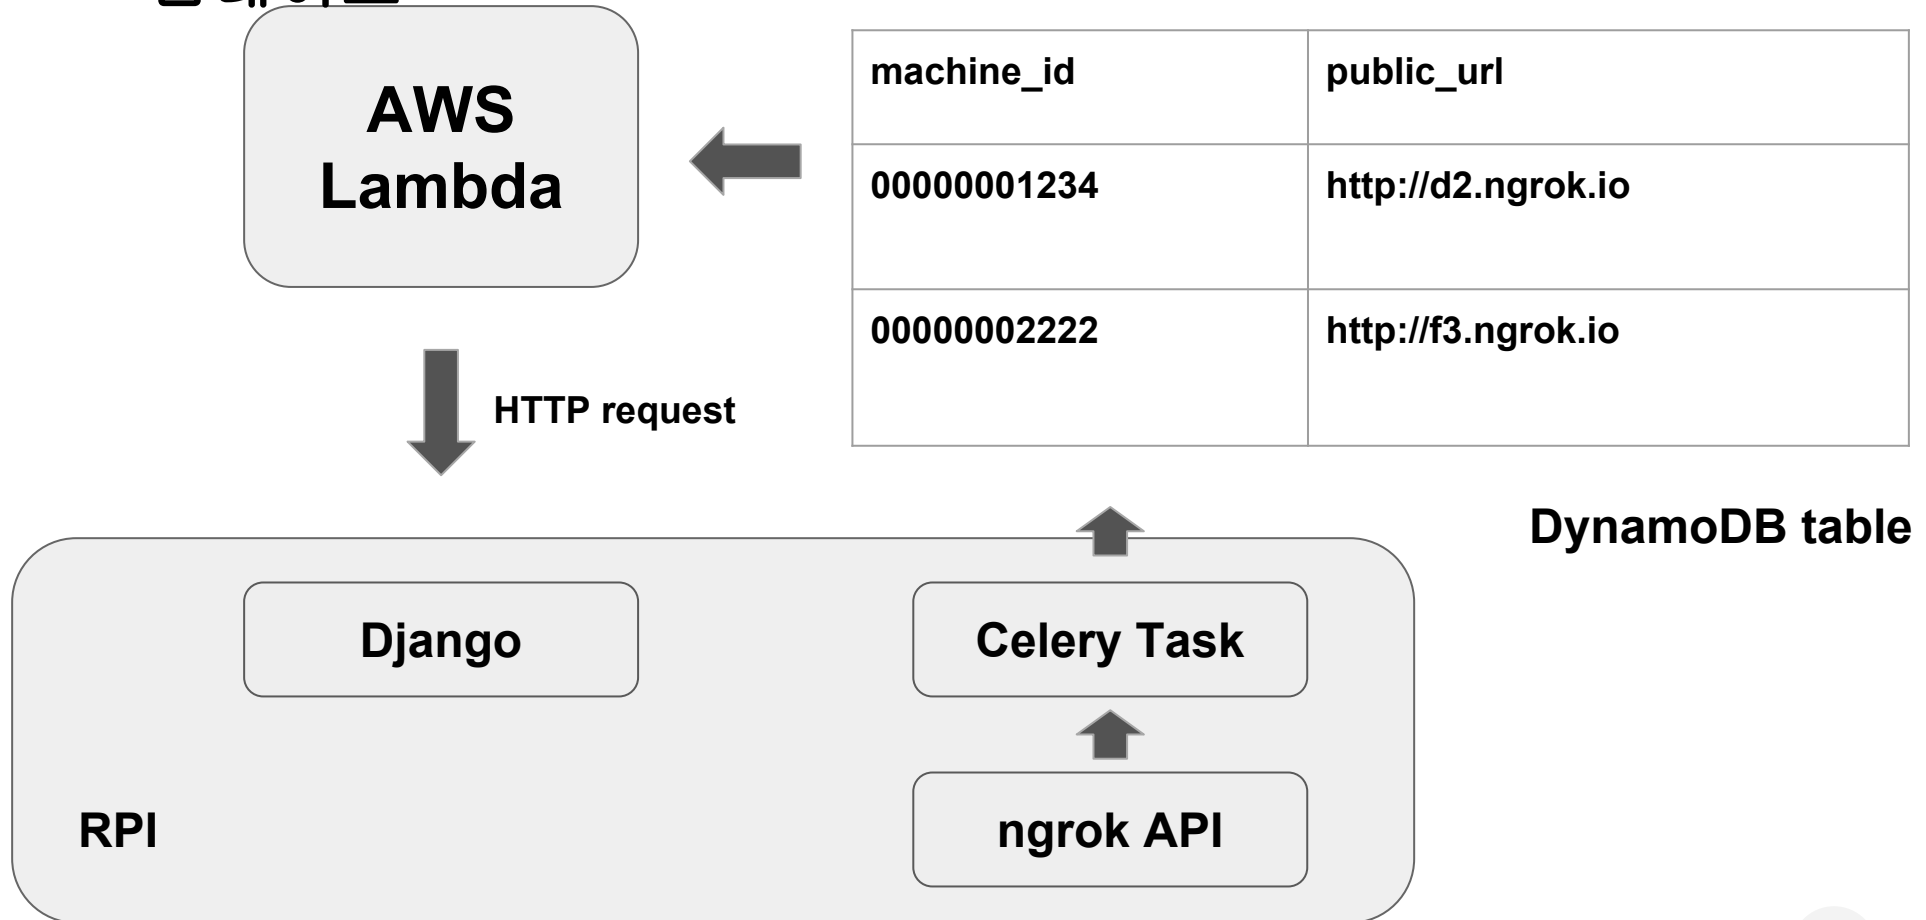 AWS
Lambda
machine_id
public_url
00000001234
http://d2.ngrok.io
00000002222
http://f3.ngrok.io
HTTP request
DynamoDB table
Django
Celery Task
RPI
ngrok API